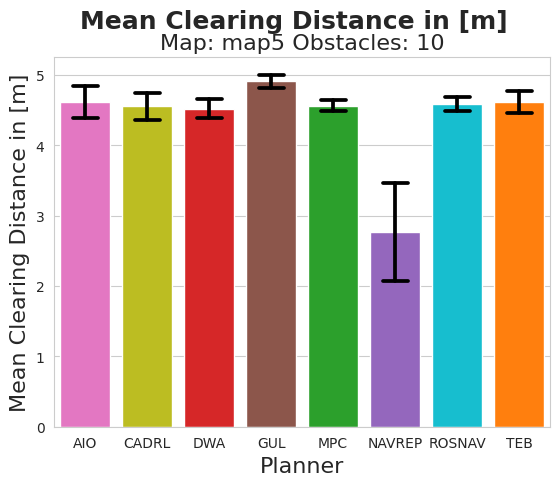 Mean Clearing Distance in [m]
Map: map5 Obstacles: 10
Mean Clearing Distance in [m]
5
4
3
2
1
0
AIO CADRL DWA GUL MPC NAVREP ROSNAV TEB
Planner